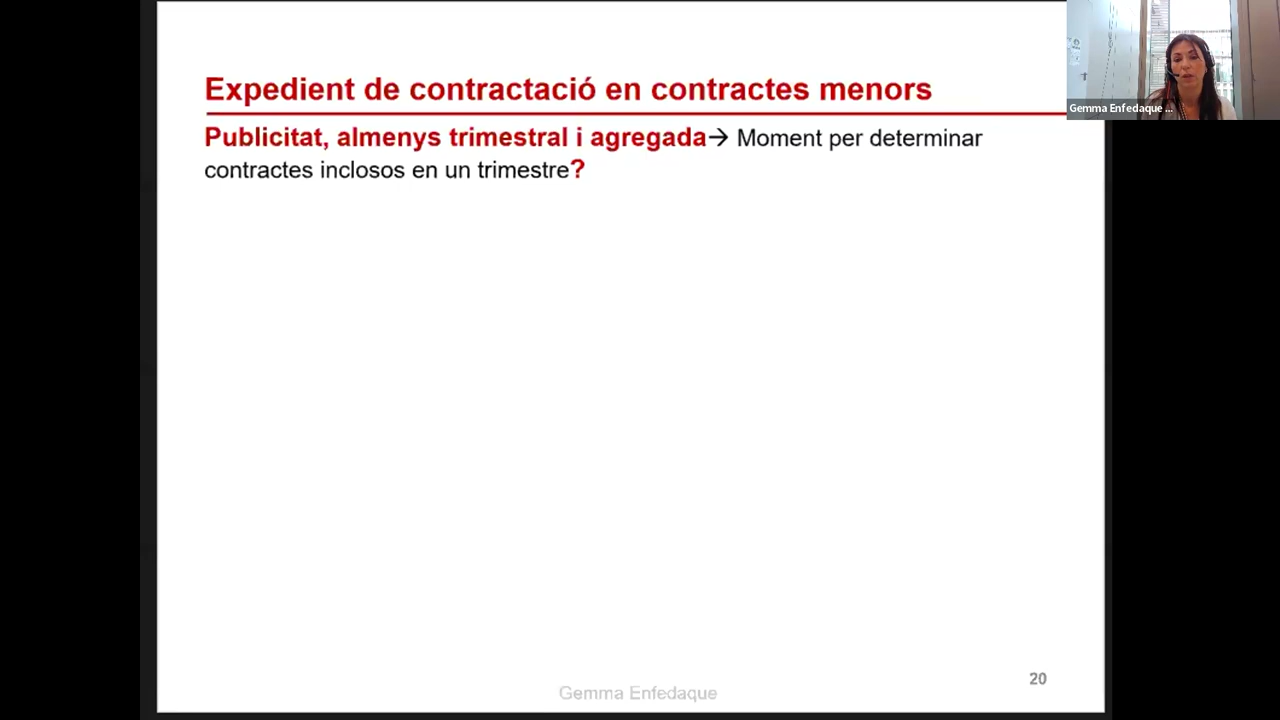 Expedient de contractació en contractes menors
Publicitat, almenys trimestral i agregada→ Moment per determinar
contractes inclosos en un trimestre?
Gemma Enfedaque ...
Gemma Enfedaque
20